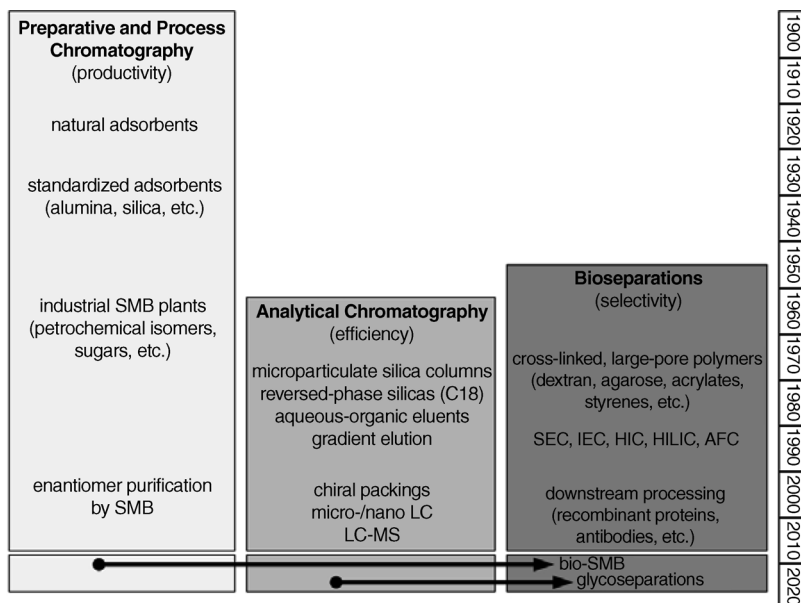 Preparative and Process
Chromatography
(productivity)
natural adsorbents
standardized adsorbents
(alumina, silica, etc.)
industrial SMB plants
(petrochemical isomers,
sugars, etc.)
enantiomer purification
by SMB
Analytical Chromatography
(efficiency)
microparticulate silica columns
reversed-phase silicas (C18)
aqueous-organic eluents
gradient elution
chiral packings
micro-/nano LC
LC-MS
Bioseparations
(selectivity)
cross-linked, large-pore polymers
(dextran, agarose, acrylates,
styrenes, etc.)
SEC, IEC, HIC, HILIC, AFC
downstream processing
(recombinant proteins,
antibodies, etc.)
bio-SMB
glycoseparations
1900
1910
1920
1930
1940
1950
1960
1970
1980
1990
2000
2010
2020